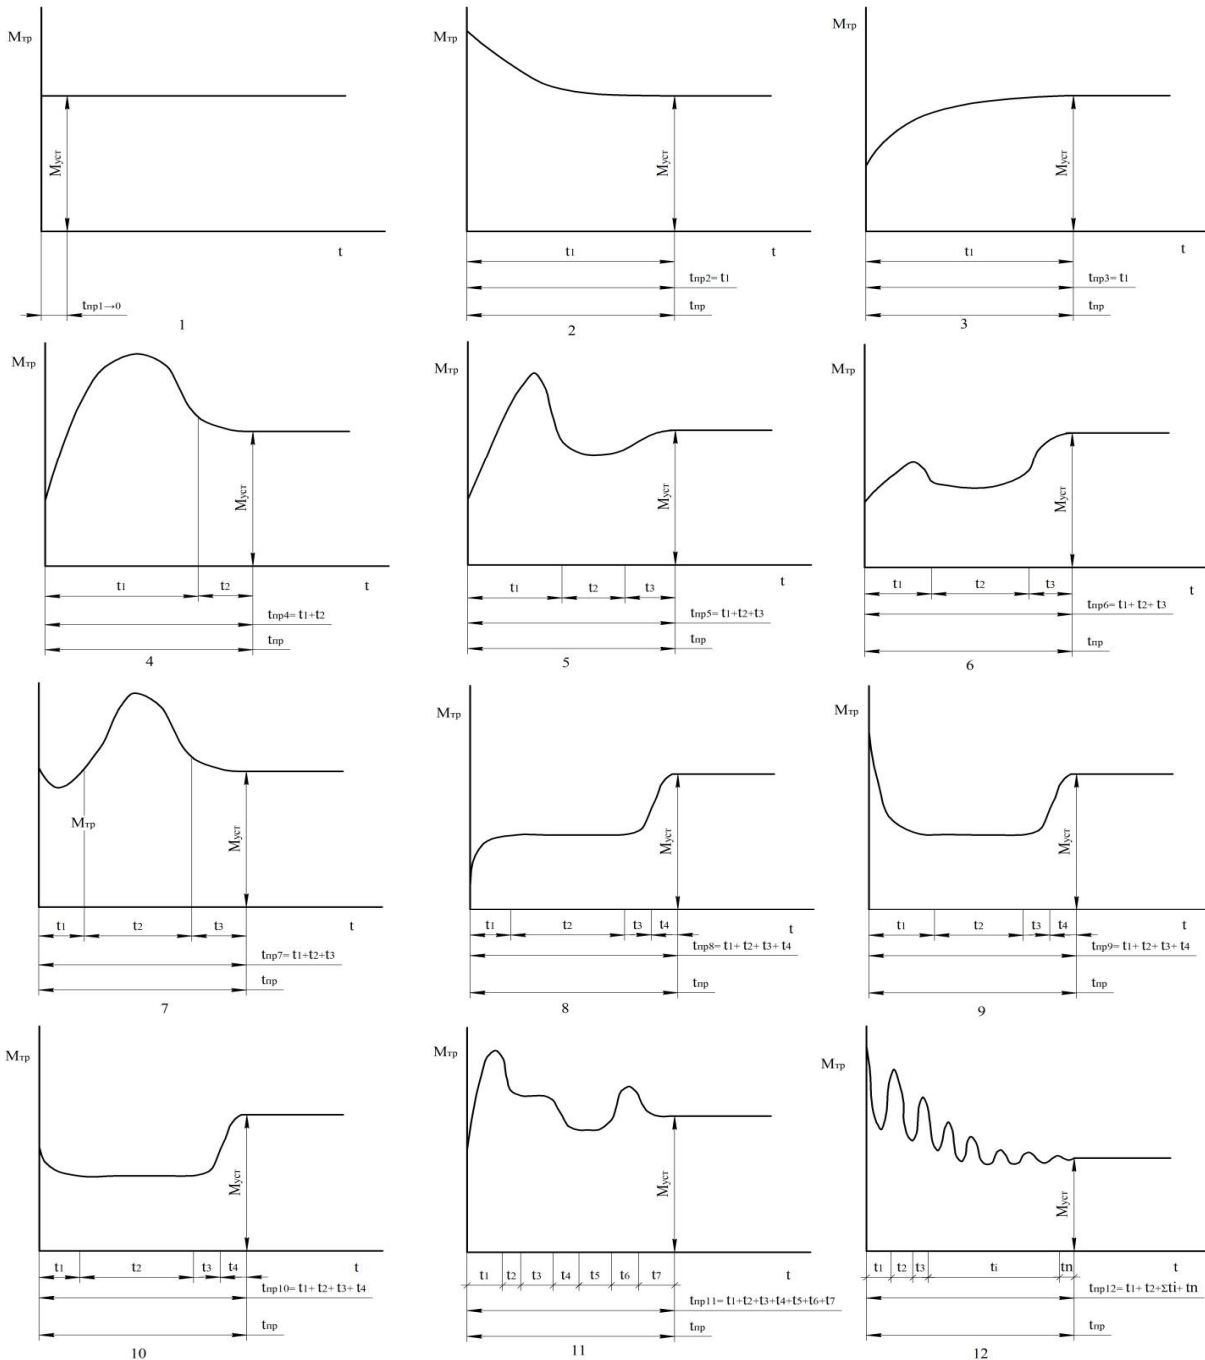 Mтр
Mуст
t
tпр1→0
1
Mтр
Mуст
t
t1
tпр2= t1
tпр
2
Mтр
Mуст
t
t1
tпр3= t1
tпр
3
Mтр
Mуст
t1 t2 t
tпр4= t1+t2
tпр
4
Mтр
Mуст
t1 t2 t3 t
tпр5= t1+t2+t3
tпр
5
Mтр
Mуст
t1 t2 t3 t
tпр6= t1+ t2+ t3
tпр
6
Mтр
Mуст
t1 t2 t3 t
tпр7= t1+t2+t3
tпр
7
Mтр
Mуст
t1 t2 t3 t4 t
tпр8= t1+ t2+ t3+ t4
tпр
8
Mтр
Mуст
t1 t2 t3 t4 t
tпр9= t1+ t2+ t3+ t4
tпр
9
Mтр
Mуст
t1 t2 t3 t4 t
tпр10= t1+ t2+ t3+ t4
tпр
10
Mтр
Mуст
t1 t2 t3 t4 t5 t6 t7 t
tпр11= t1+t2+t3+t4+t5+t6+t7
tпр
11
Mтр
Mуст
t1 t2 t3 ti tn t
tпр12= t1+ t2+Σti+ tn
tпр
12